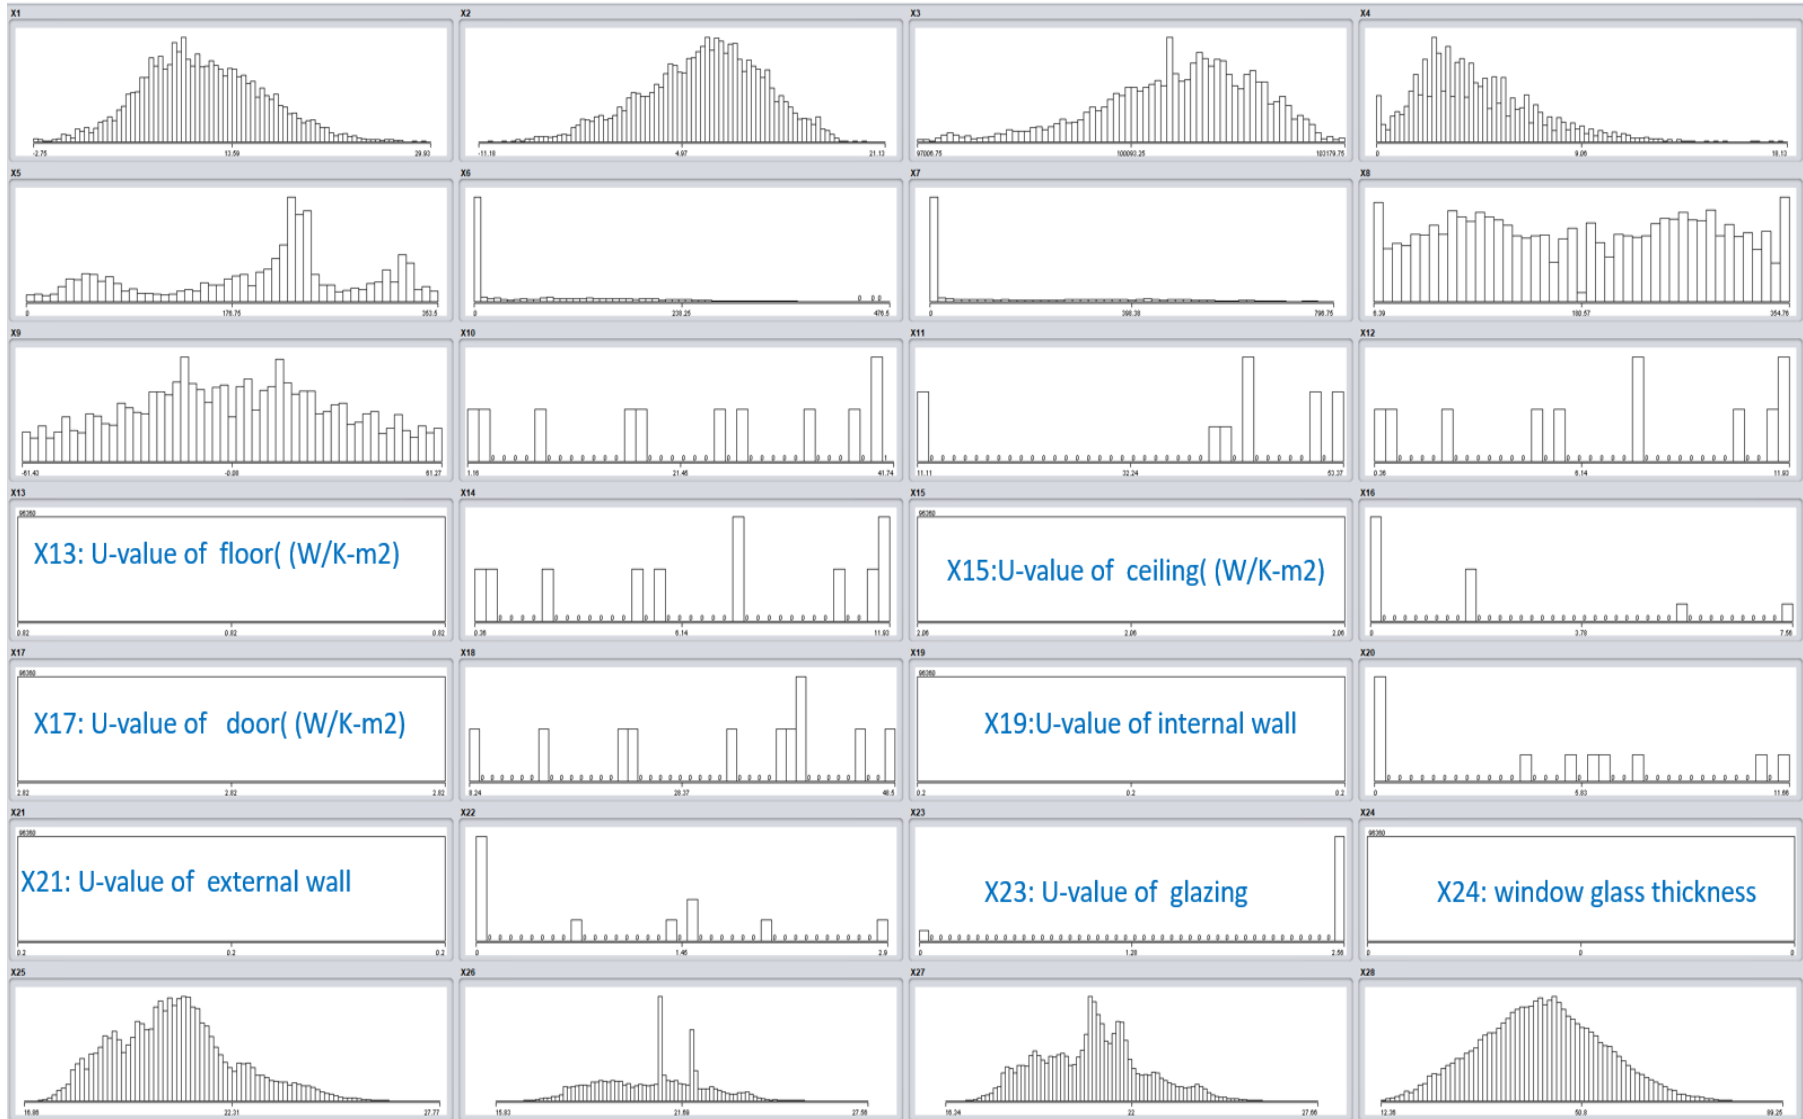 X1 X2 X3 X4
-2.75 13.59 29.93 -11.19 4.97 21.13 97006.75 100093.25 103179.75 0 9.06 18.13
X5 X6 X7 X8
0 176.75 353.5 0 238.25 476.5 0 398.38 796.75 6.39 180.57 354.76
X9 X10 X11 X12
-61.43 -0.08 61.27 1.16 21.45 41.74 11.11 32.24 53.37 0.36 6.14 11.93
X13 X14 X15 X16
96360 96360
X13: U-value of floor( (W/K-m2)
X15:U-value of ceiling( (W/K-m2)
0.82 0.82 0.82 0.36 6.14 11.93 2.06 2.06 2.06 0 3.79
X17 X18 X19 X20
96360 96360
X17: U-value of door( (W/K-m2)
X19:U-value of internal wall
2.82 2.82 2.82 8.24 28.37 48.5 0.2 0.2 0.2 0 5.83 11.66
X21 X22 X23 X24
96360 96360
X21: U-value of external wall
X23: U-value of glazing
X24: window glass thickness
0.2 0.2 0.2 0 1.45 2.9 0 1.28 2.56 0 0 0
X25 X26 X27 X28
16.86 22.31 27.77 15.83 21.69 27.56 16.34 22 27.66 12.36 50.8 89.25